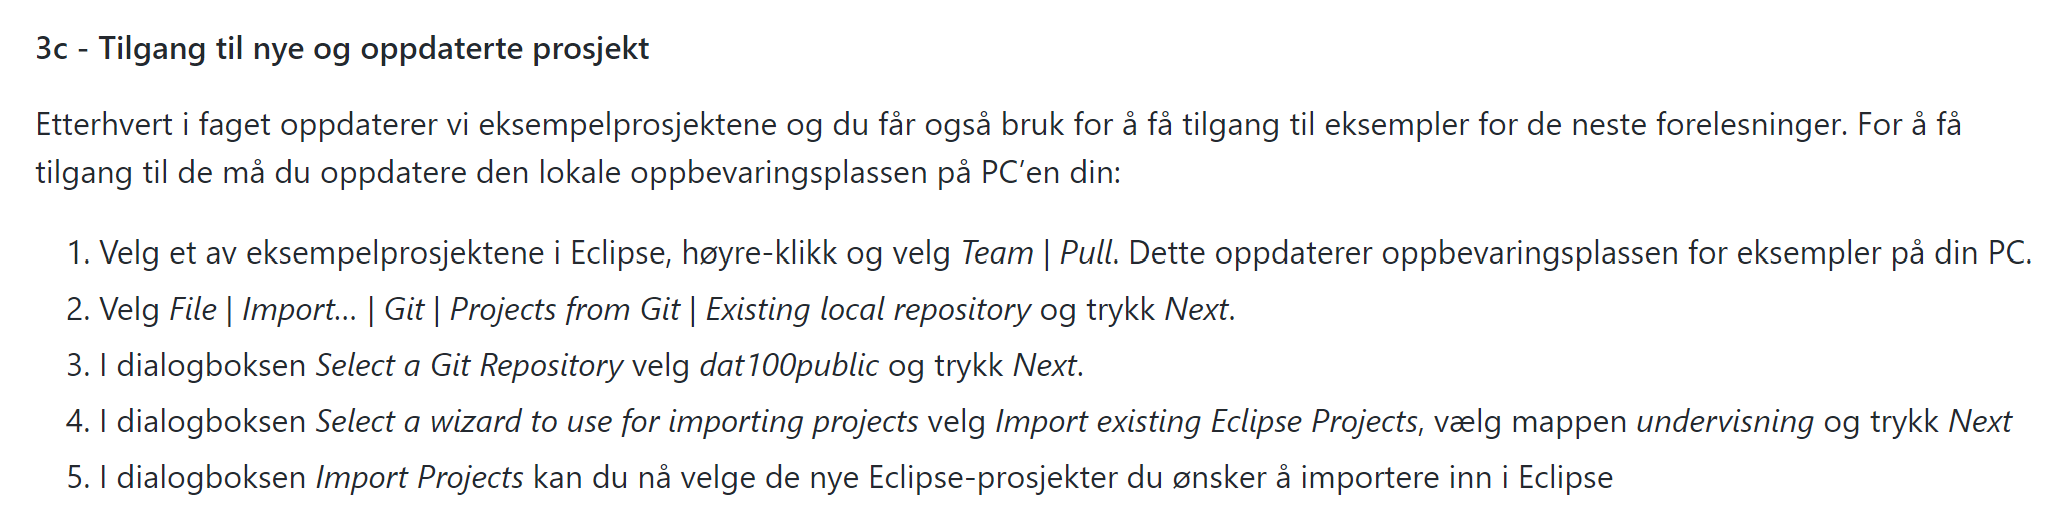 3c - Tilgang til nye og oppdaterte prosjekt
Etterhvert i faget oppdaterer vi eksempelprosjektene og du får også bruk for å få tilgang til eksempler for de neste forelesninger. For å få
tilgang til de må du oppdatere den lokale oppbevaringsplassen på PC’en din:
1. Velg et av eksempelprosjektene i Eclipse, høyre-klikk og velg Team | Pull. Dette oppdaterer oppbevaringsplassen for eksempler på din PC.
2. Velg File | Import… | Git | Projects from Git | Existing local repository og trykk Next.
3. I dialogboksen Select a Git Repository velg dat100public og trykk Next.
4. I dialogboksen Select a wizard to use for importing projects velg Import existing Eclipse Projects, vælg mappen undervisning og trykk Next
5. I dialogboksen Import Projects kan du nå velge de nye Eclipse-prosjekter du ønsker å importere inn i Eclipse